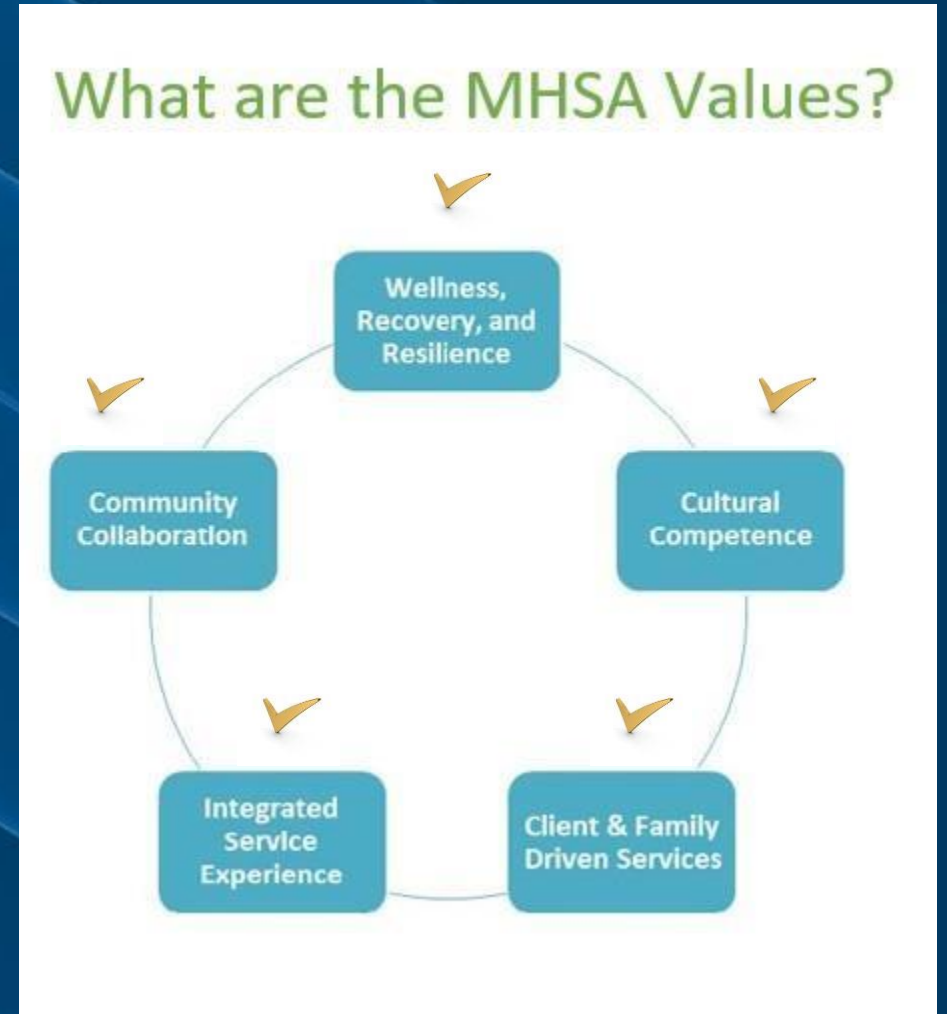 What are the MHSA Values?
Wellness,
Recovery, and
Resilience
Community
Collaboration
Cultural
Competence
Integrated
Service
Experience
Client & Family
Driven Services